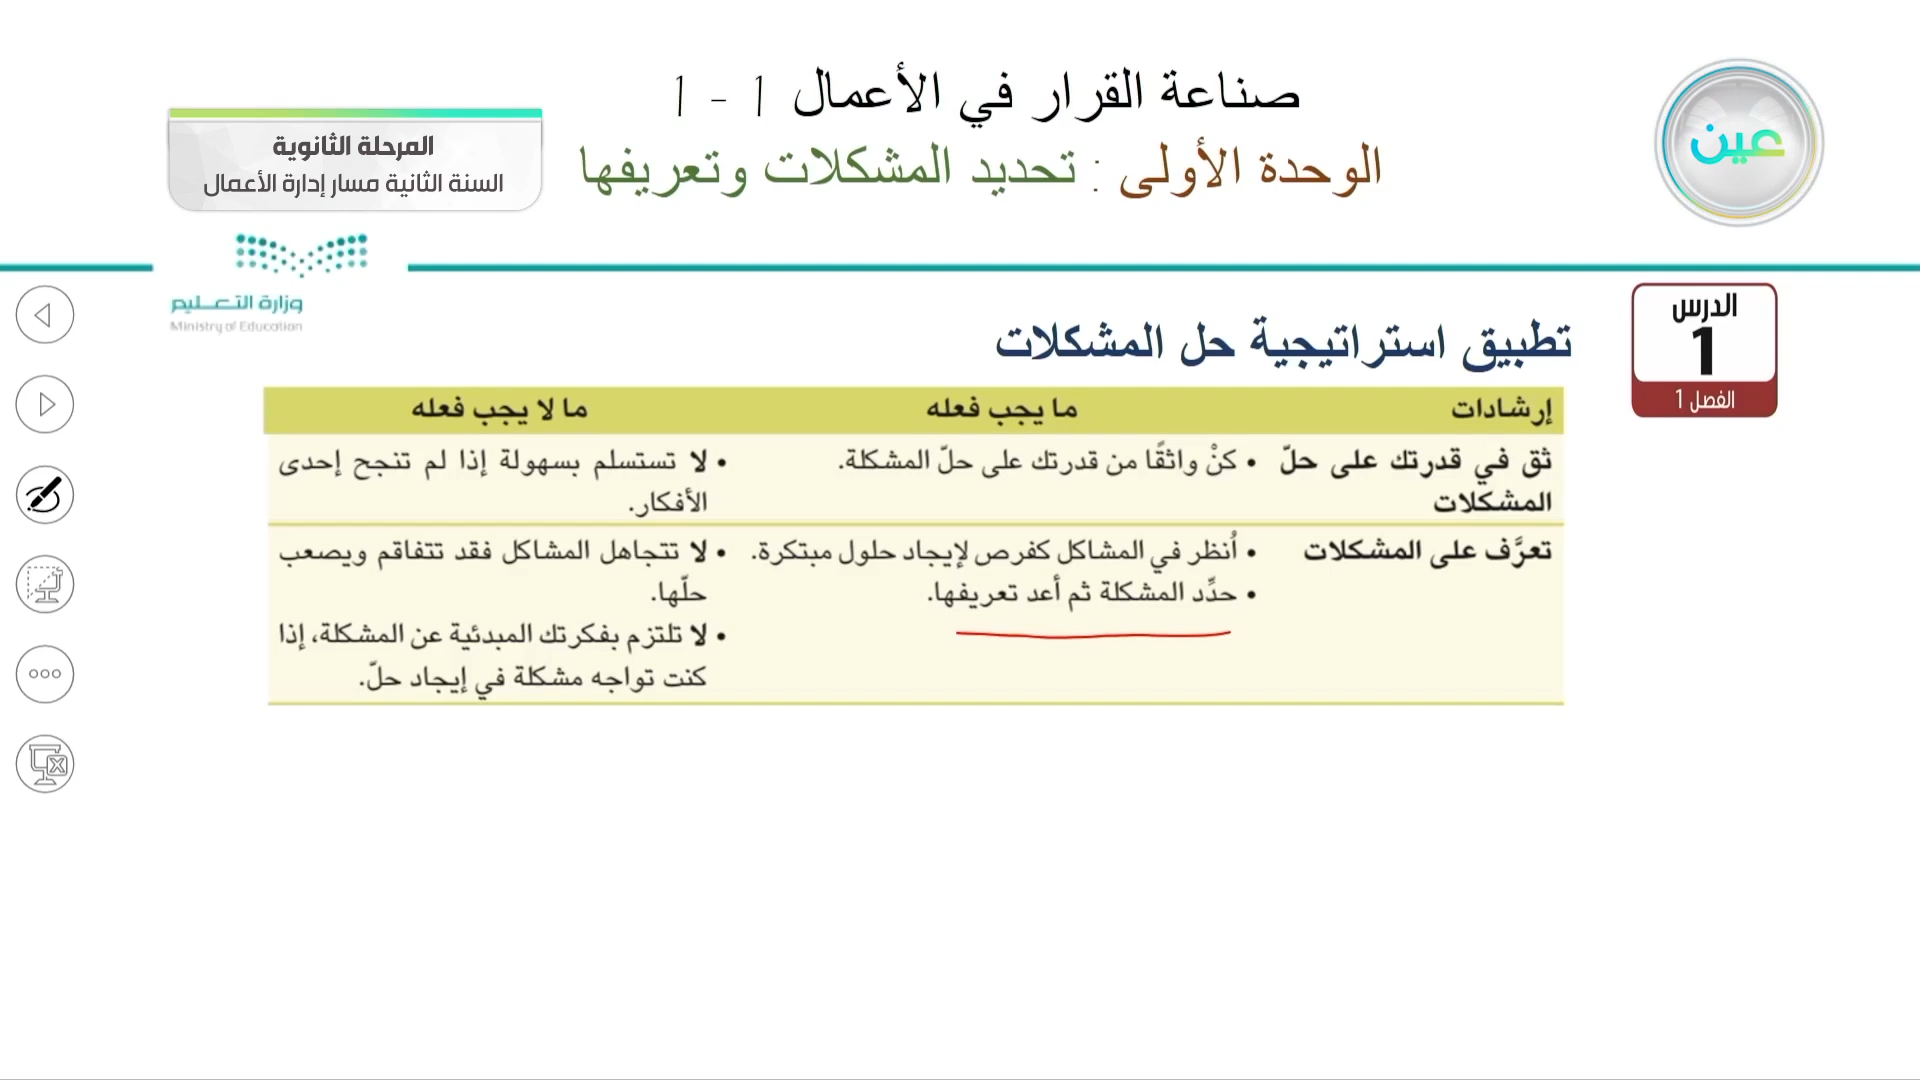 صناعة القرار في الأعمال 1 - 1
الوحدة الأولى : تحديد المشكلات وتعريفها
عين
المرحلة الثانوية
السنة الثانية مسار إدارة الأعمال
وزارة التعليم
Ministry of Education
الدرس
1
الفصل 1
تطبيق استراتيجية حل المشكلات
إرشادات
ما يجب فعله
ما لا يجب فعله
ثق في قدرتك على حلّ
المشكلات
• كنْ واثقًا من قدرتك على حلّ المشكلة.
• لا تستسلم بسهولة إذا لم تنجح إحدى
الأفكار.
تعرَّف على المشكلات
• اُنظر في المشاكل كفرص لإيجاد حلول مبتكرة.
• حدِّد المشكلة ثم أعد تعريفها.
• لا تتجاهل المشاكل فقد تتفاقم ويصعب
حلّها.
• لا تلتزم بفكرتك المبدئية عن المشكلة، إذا
كنت تواجه مشكلة في إيجاد حلّ.